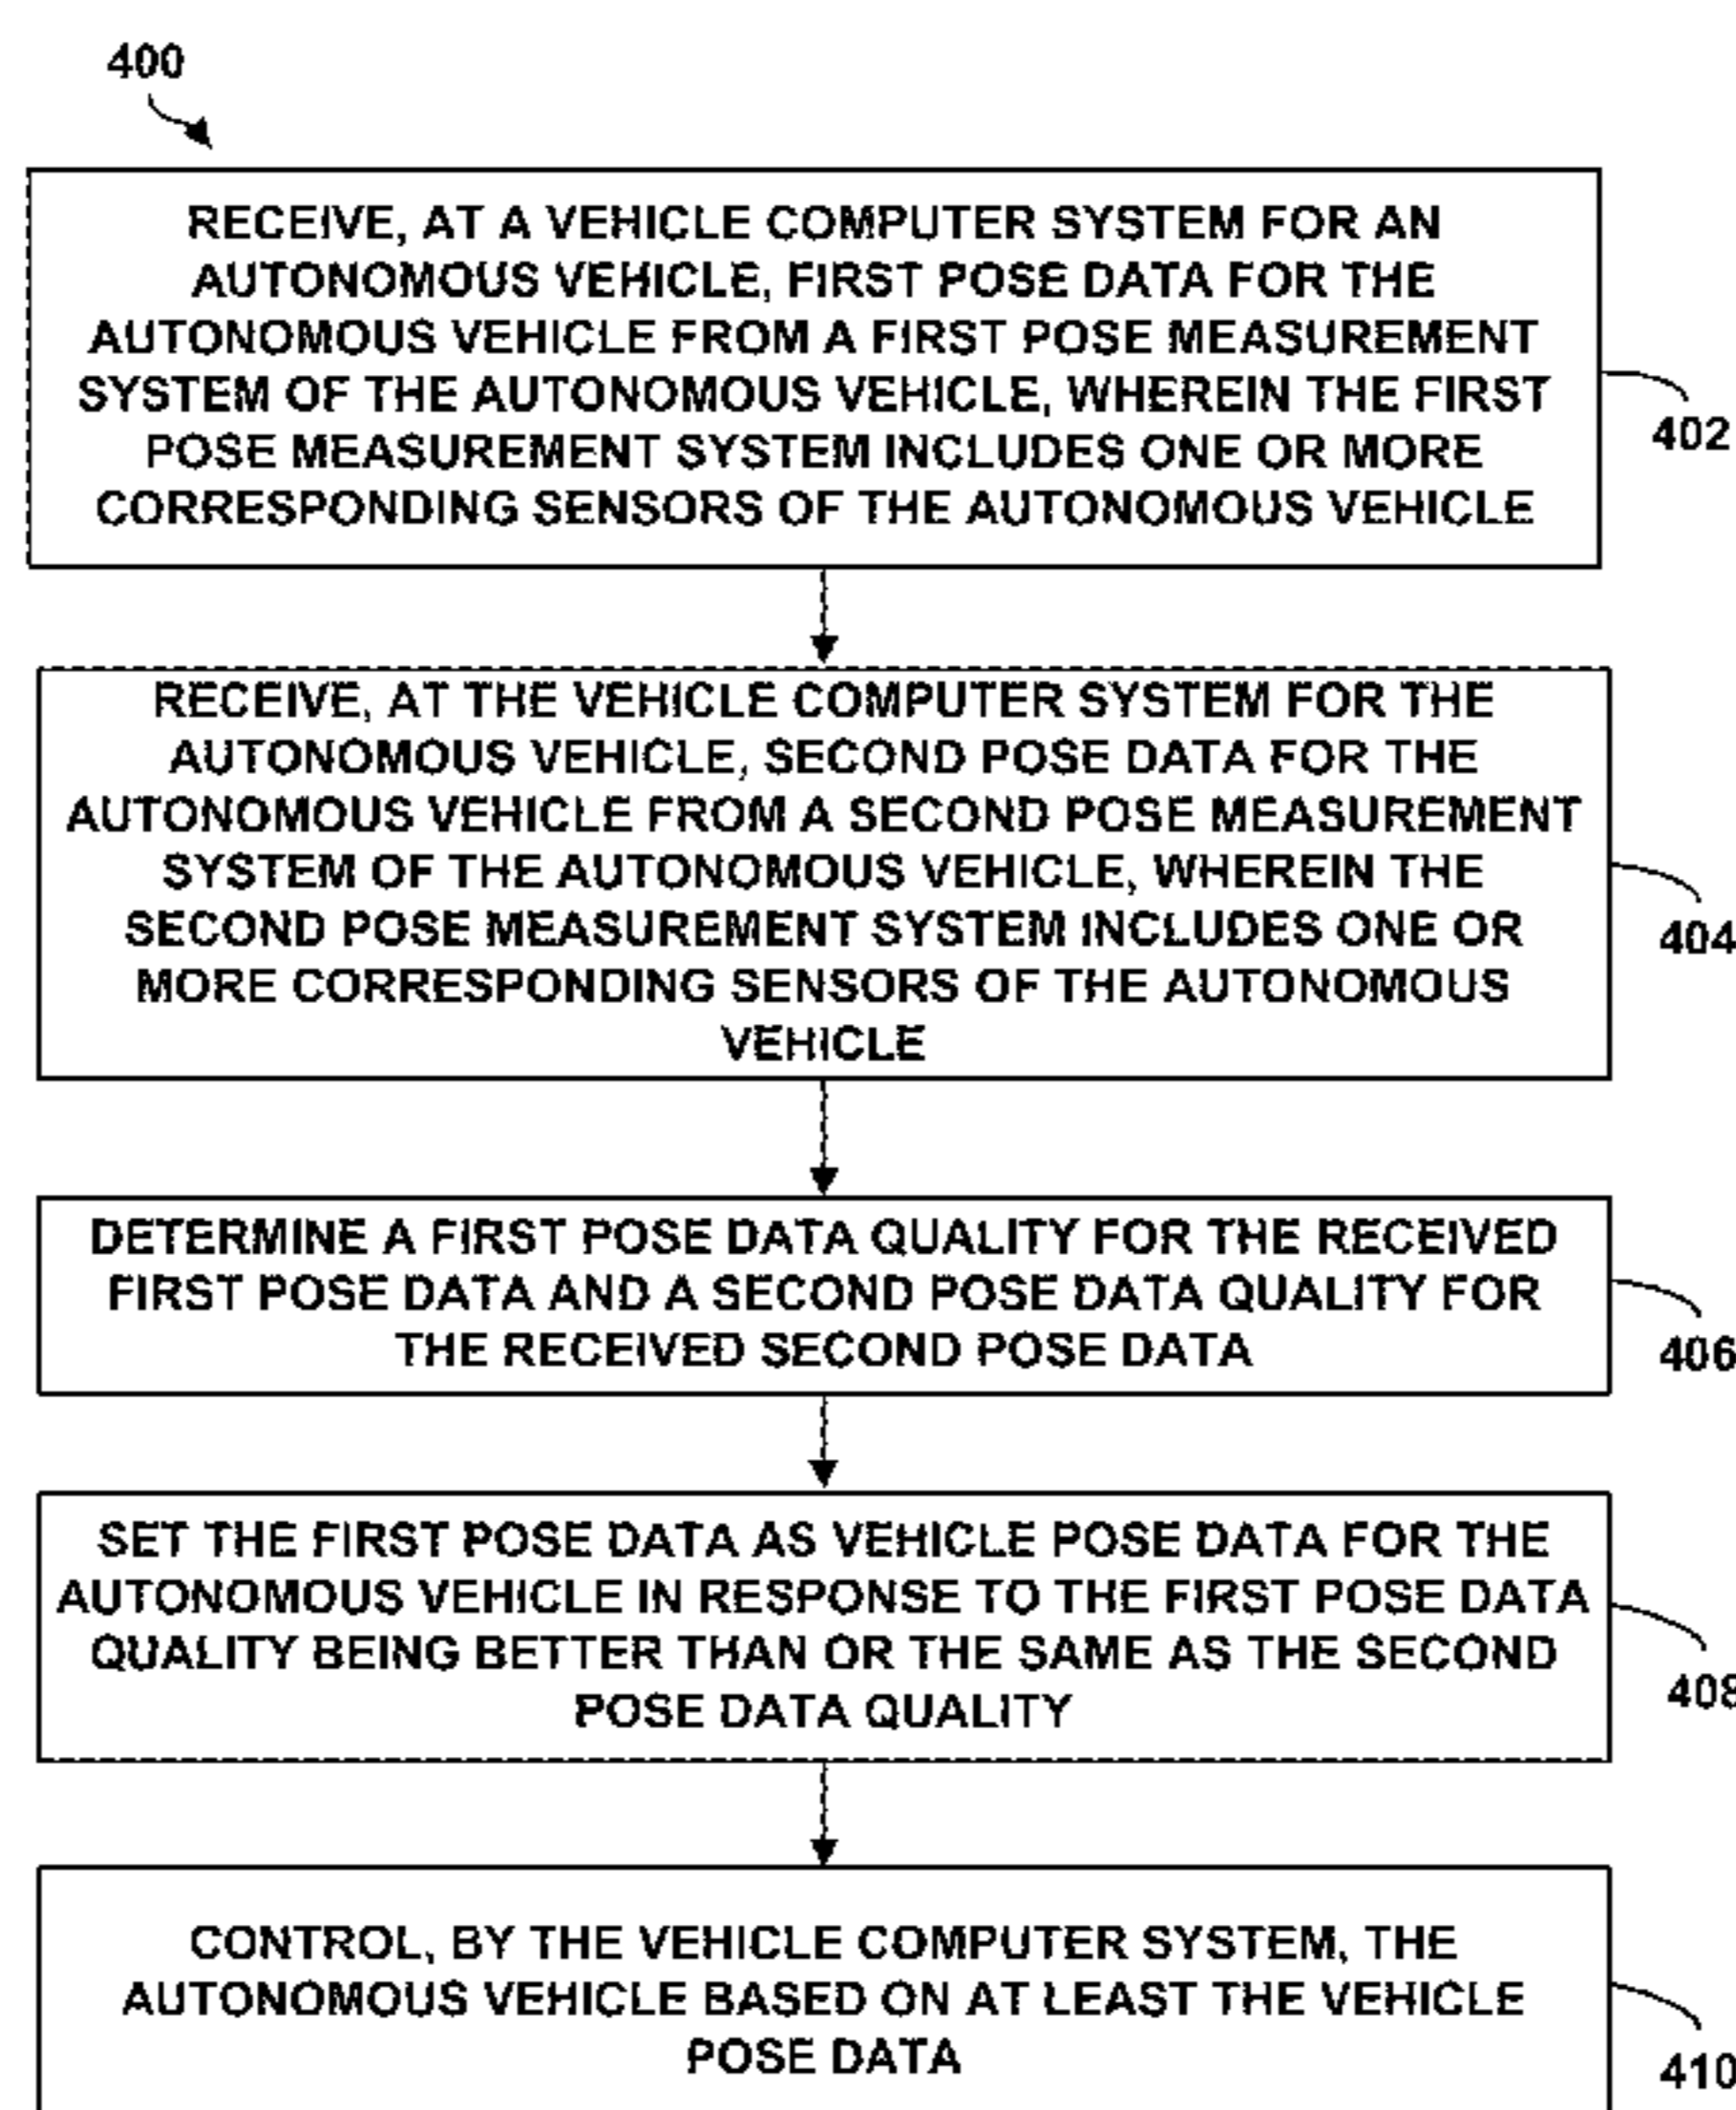 400
RECEIVE, AT A VEHICLE COMPUTER SYSTEM FOR AN
AUTONOMOUS VEHICLE, FIRST POSE DATA FOR THE
AUTONOMOUS VEHICLE FROM A FIRST POSE MEASUREMENT
SYSTEM OF THE AUTONOMOUS VEHICLE, WHEREIN THE FIRST
POSE MEASUREMENT SYSTEM INCLUDES ONE OR MORE
CORRESPONDING SENSORS OF THE AUTONOMOUS VEHICLE
402
RECEIVE, AT THE VEHICLE COMPUTER SYSTEM FOR THE
AUTONOMOUS VEHICLE, SECOND POSE DATA FOR THE
AUTONOMOUS VEHICLE FROM A SECOND POSE MEASUREMENT
SYSTEM OF THE AUTONOMOUS VEHICLE, WHEREIN THE
SECOND POSE MEASUREMENT SYSTEM INCLUDES ONE OR
MORE CORRESPONDING SENSORS OF THE AUTONOMOUS
VEHICLE
404
DETERMINE A FIRST POSE DATA QUALITY FOR THE RECEIVED
FIRST POSE DATA AND A SECOND POSE DATA QUALITY FOR
THE RECEIVED SECOND POSE DATA
406
SET THE FIRST POSE DATA AS VEHICLE POSE DATA FOR THE
AUTONOMOUS VEHICLE IN RESPONSE TO THE FIRST POSE DATA
QUALITY BEING BETTER THAN OR THE SAME AS THE SECOND
POSE DATA QUALITY
408
CONTROL, BY THE VEHICLE COMPUTER SYSTEM, THE
AUTONOMOUS VEHICLE BASED ON AT LEAST THE VEHICLE
POSE DATA
410